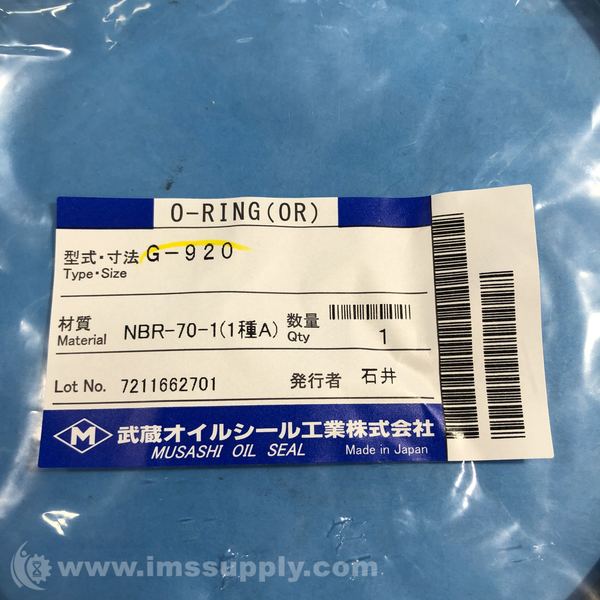 O-RING(OR)
型式・寸法 G-920
Type・Size
材質 NBR-70-1(1種A) 数量
Material Qty 1
Lot No. 7211662701 発行者 石井
M 武蔵オイルシール工業株式会社
MUSASHI OIL SEAL Made in Japan
www.imssupply.com